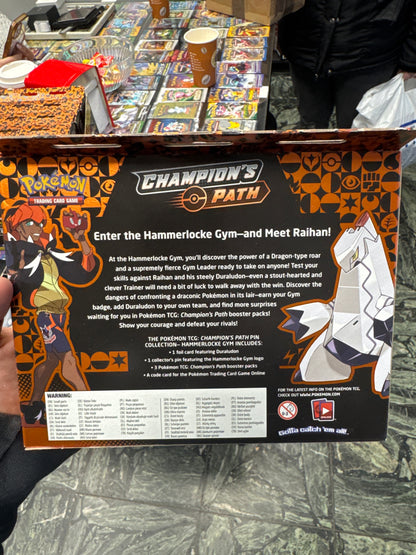 Pokémon
TRADING CARD GAME
CHAMPION'S
PATH
Enter the Hammerlocke Gym—and Meet Raihan!
At the Hammerlocke Gym, you'll discover the power of a Dragon-type roar
and a supremely fierce Gym Leader ready to take on anyone! Test your
skills against Raihan and his steely Duraludon—even a stout-hearted and
clever Trainer will need a bit of luck to walk away with the win. Discover the
dangers of confronting a draconic Pokémon in its lair—earn your Gym
badge, add Duraludon to your own team, and find more surprises
waiting for you in Pokémon TCG: Champion's Path booster packs!
Show your courage and defeat your rivals!
THE POKÉMON TCG: CHAMPION'S PATH PIN
COLLECTION—HAMMERLOCKE GYM INCLUDES:
• 1 foil card featuring Duraludon
• 1 collector's pin featuring the Hammerlocke Gym logo
• 3 Pokémon TCG: Champion's Path booster packs
• A code card for the Pokémon Trading Card Game Online
WARNING:
FOR THE LATEST INFO ON THE POKÉMON TCG,
CHECK OUT WWW.POKEMON.COM
Gotta catch 'em all!